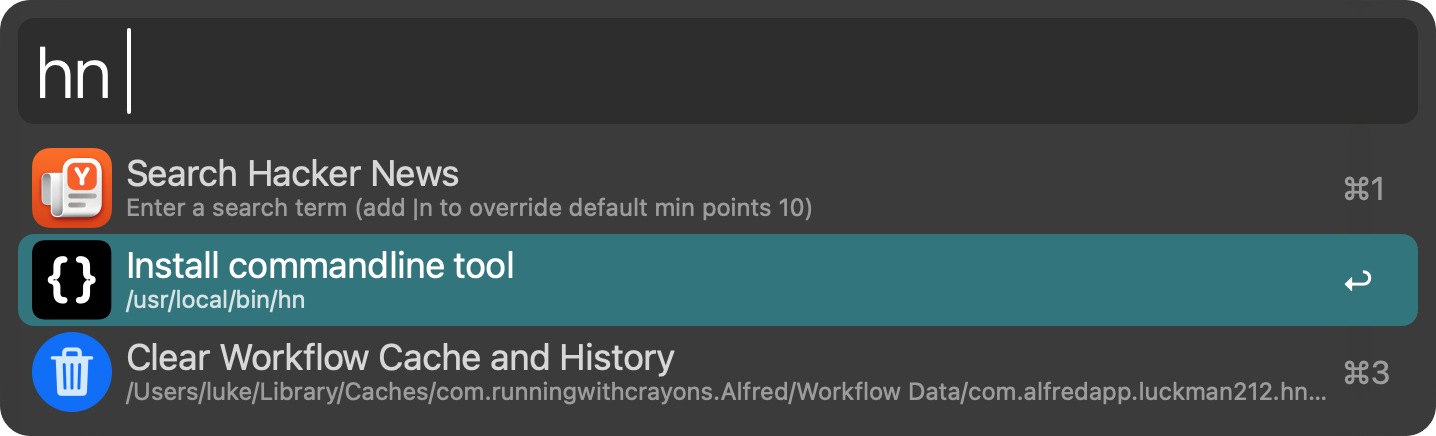 hn
Search Hacker News
Enter a search term (add |n to override default min points 10)
⌘1
Install commandline tool
/usr/local/bin/hn
Clear Workflow Cache and History
/Users/luke/Library/Caches/com.runningwithcrayons.Alfred/Workflow Data/com.alfredapp.luckman212.hn...
⌘3